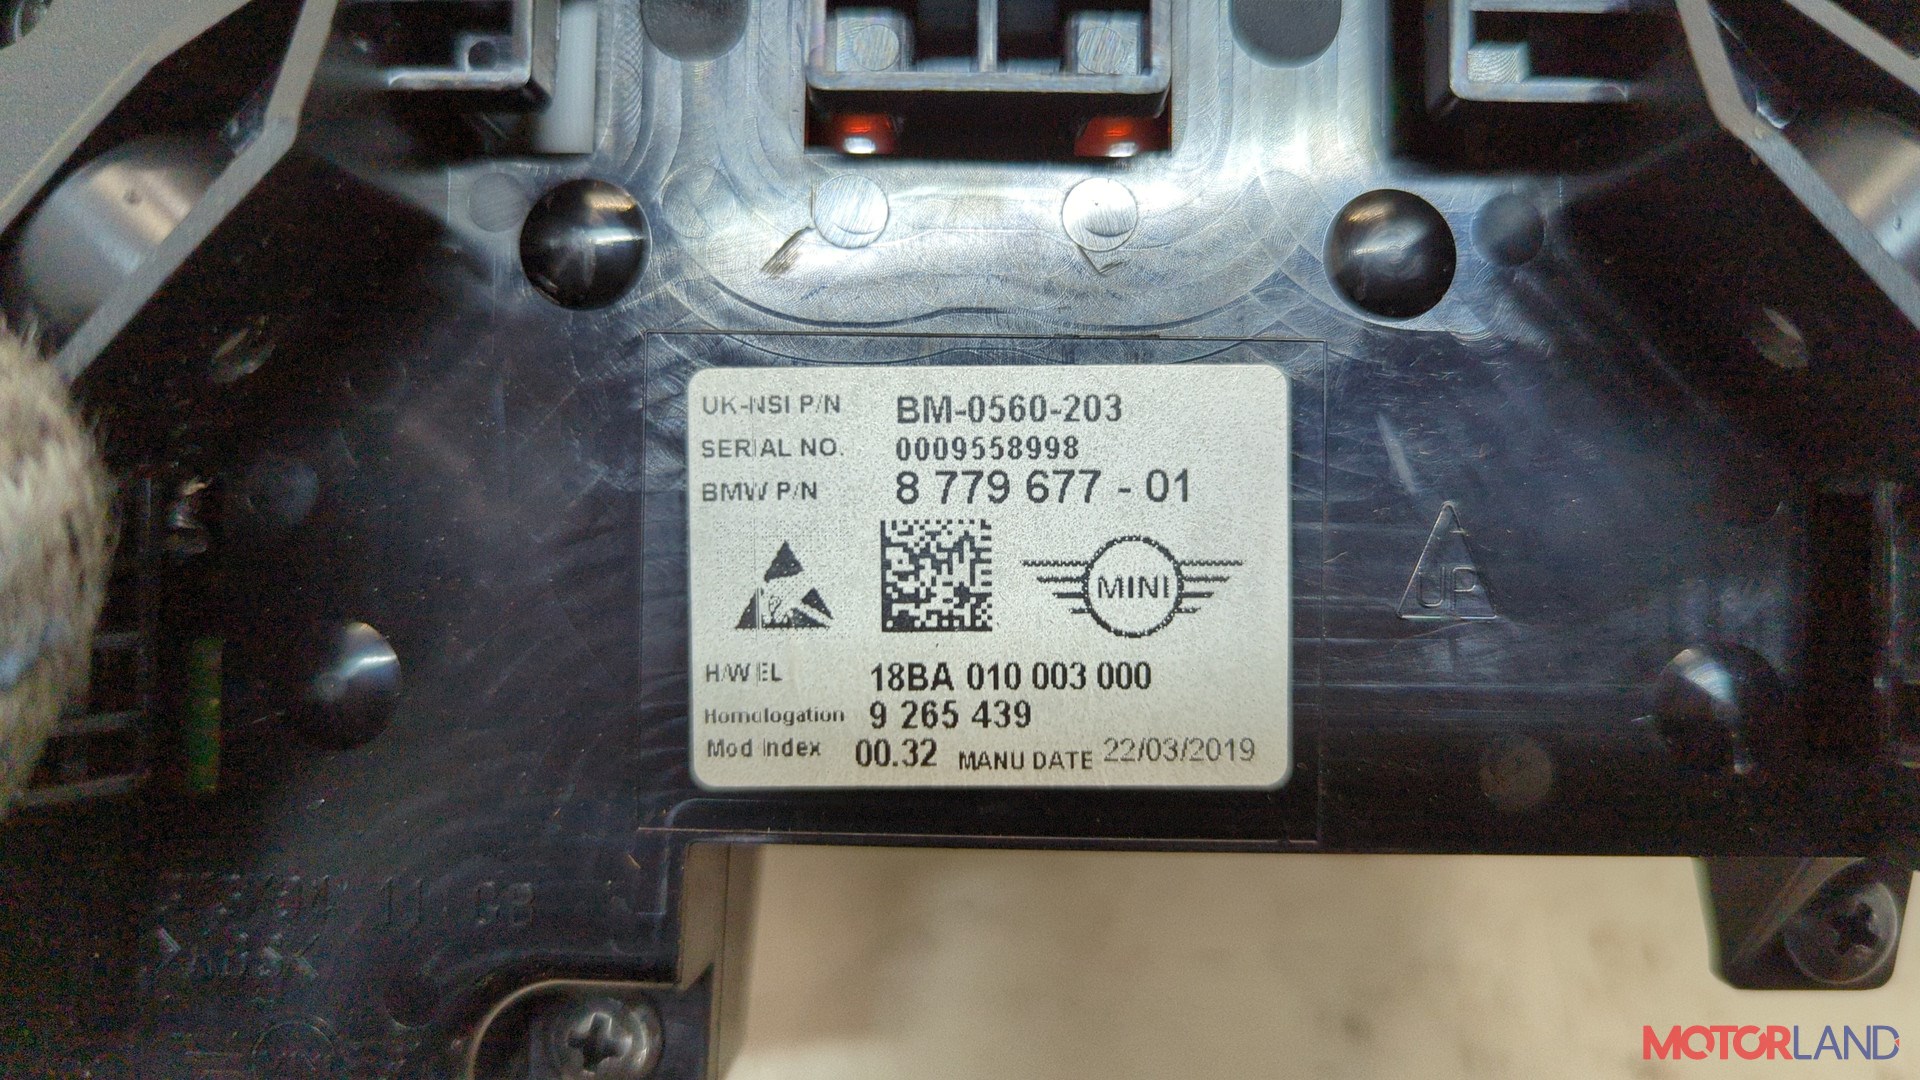 UK-NSI P/N BM-0560-203
SERIAL NO. 0009558998
BMW P/N 8 779 677 - 01
MINI
H/W EL 18BA 010 003 000
Homologation 9 265 439
Mod Index 00.32 MANU DATE 22/03/2019
UP
>ABS<
MOTORLAND